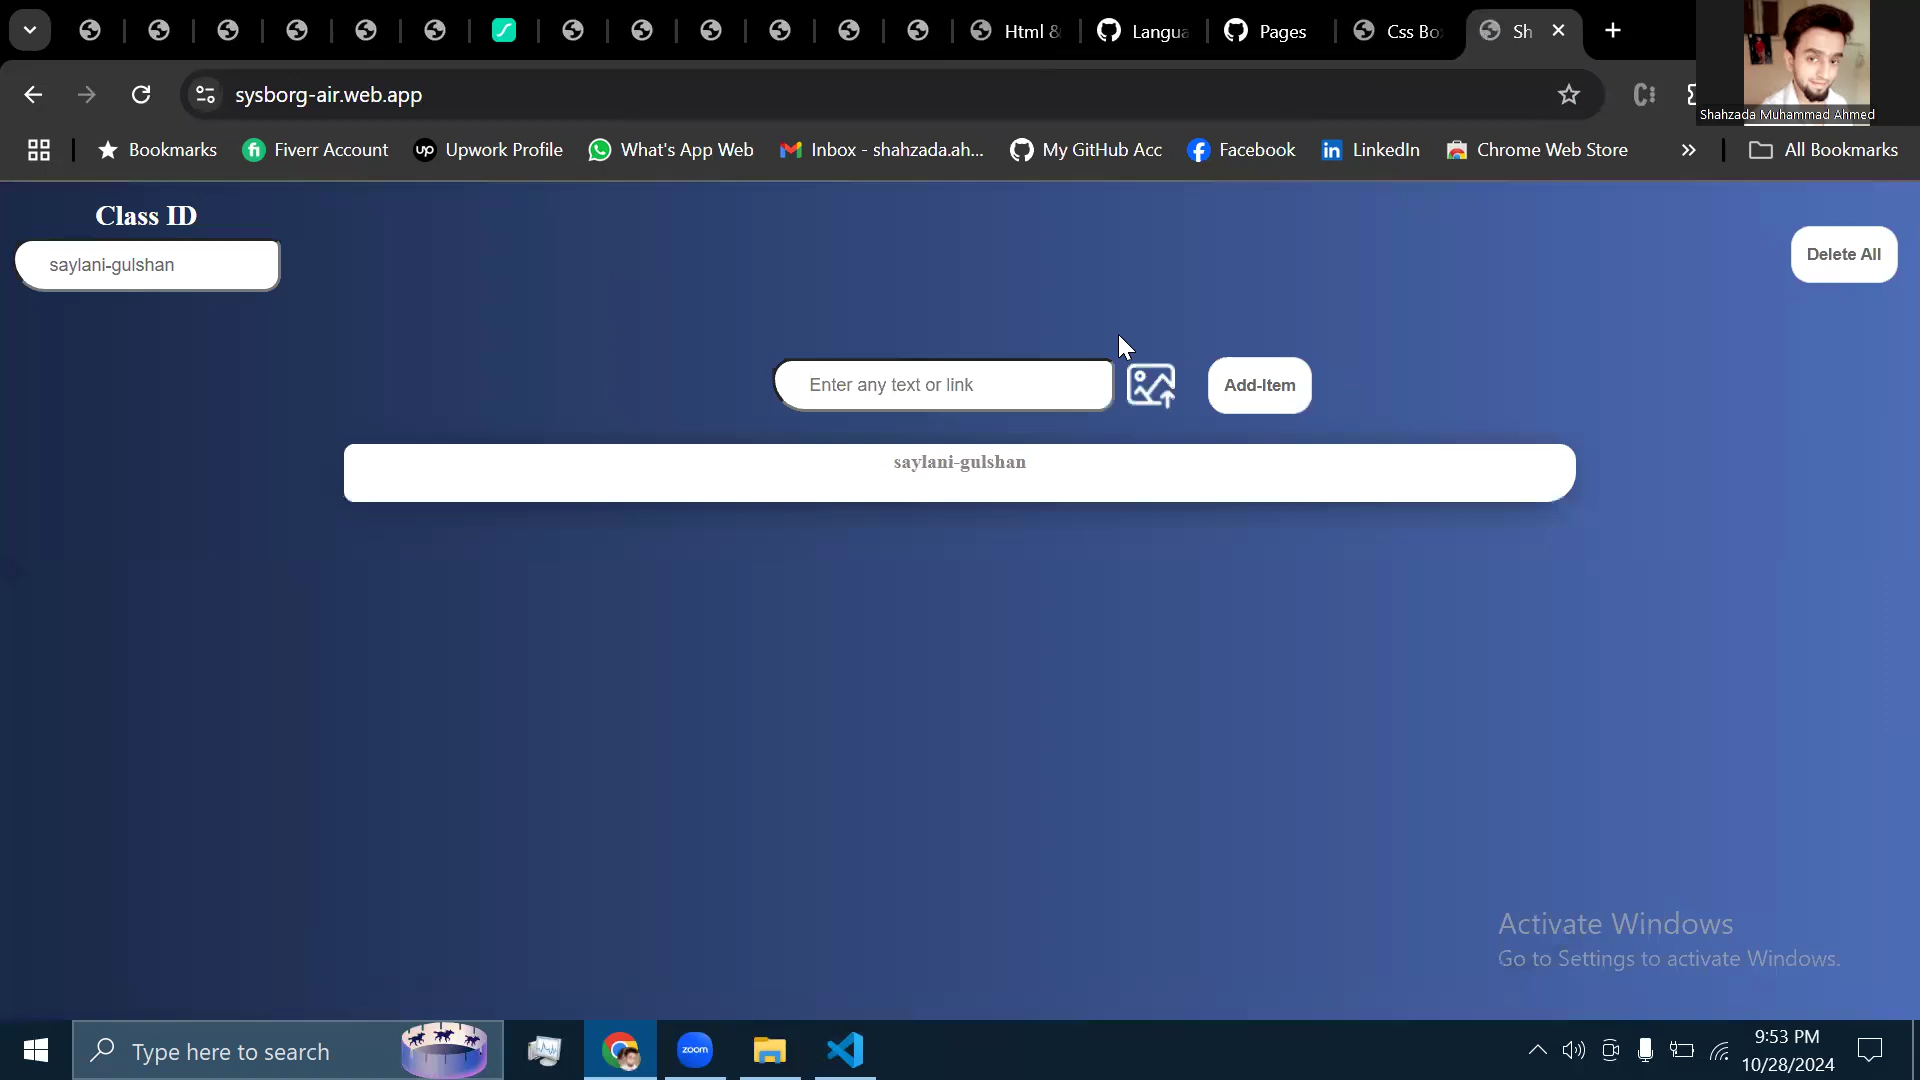 Html &
Langua
Pages
Css Bo
Sh
sysborg-air.web.app
Shahzada Muhammad Ahmed
Bookmarks
Fiverr Account
up Upwork Profile
What's App Web
Inbox - shahzada.ah...
My GitHub Acc
Facebook
in LinkedIn
Chrome Web Store
All Bookmarks
Class ID
saylani-gulshan
Delete All
Enter any text or link
Add-Item
saylani-gulshan
Activate Windows
Go to Settings to activate Windows.
Type here to search
zoom
9:53 PM
10/28/2024